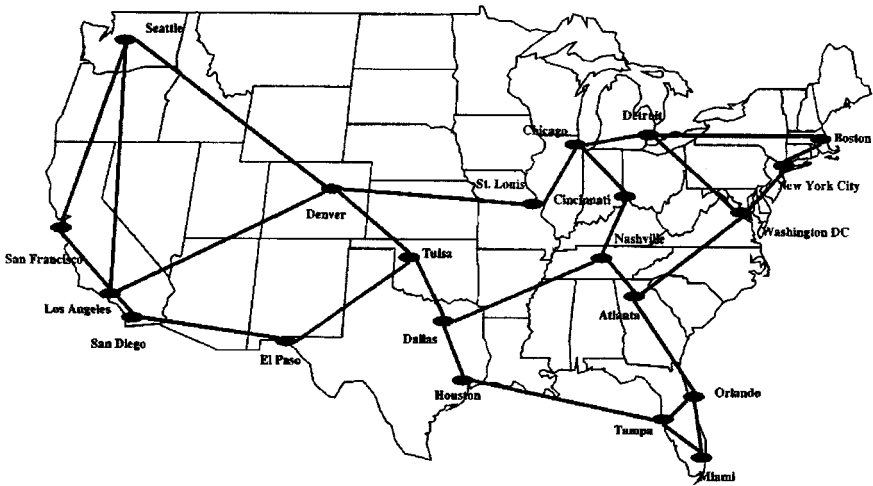 Seattle
Detroit
Chicago
Boston
St. Louis
New York City
Cincinnati
Denver
Washington DC
Nashville
Tulsa
San Francisco
Los Angeles
Atlanta
San Diego
Dallas
El Paso
Houston
Orlando
Tampa
Miami